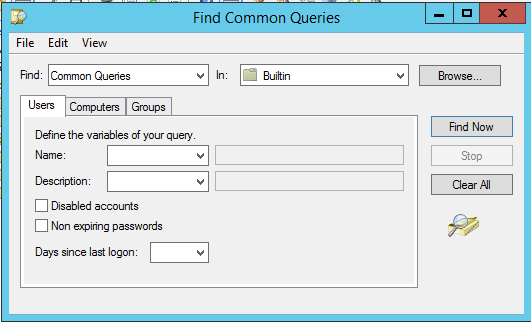 Find Common Queries
File Edit View
Find: Common Queries In: Builtin Browse...
Users Computers Groups
Define the variables of your query.
Name:
Description:
Disabled accounts
Non expiring passwords
Days since last logon:
Find Now
Stop
Clear All